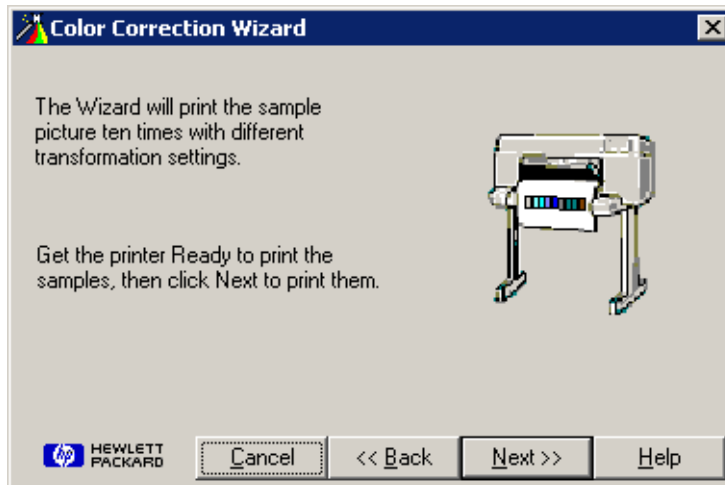 Color Correction Wizard
The Wizard will print the sample
picture ten times with different
transformation settings.
Get the printer Ready to print the
samples, then click Next to print them.
hp HEWLETT
PACKARD
Cancel
<< Back
Next >>
Help